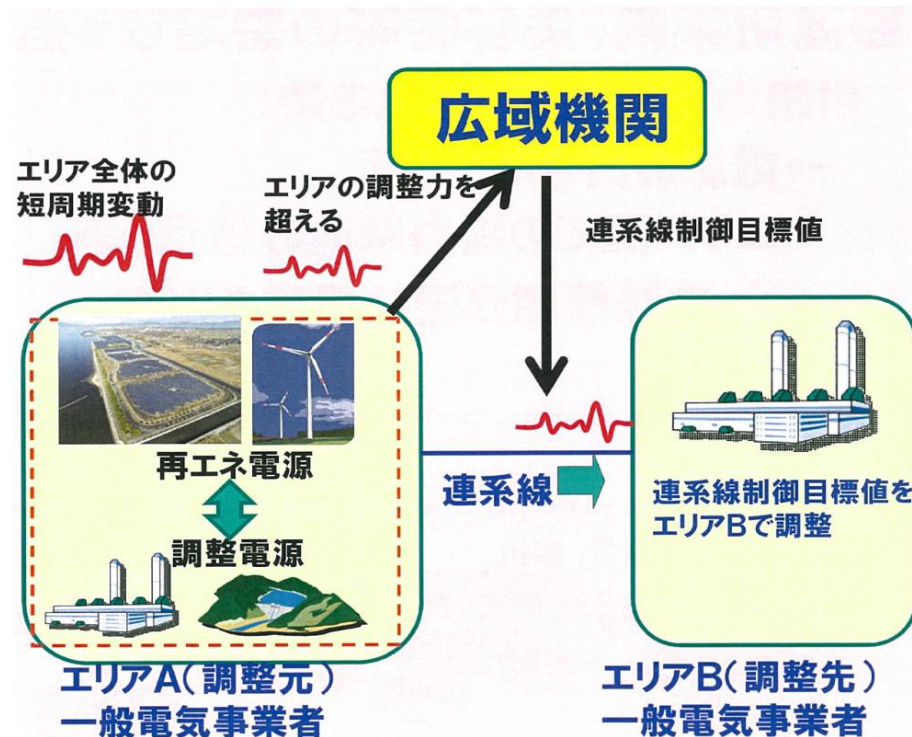 広域機関
エリア全体の
短周期変動
エリアの調整力を
超える
連系線制御目標値
再エネ電源
調整電源
連系線
連系線制御目標値を
エリアBで調整
エリアA(調整元)
一般電気事業者
エリアB(調整先)
一般電気事業者